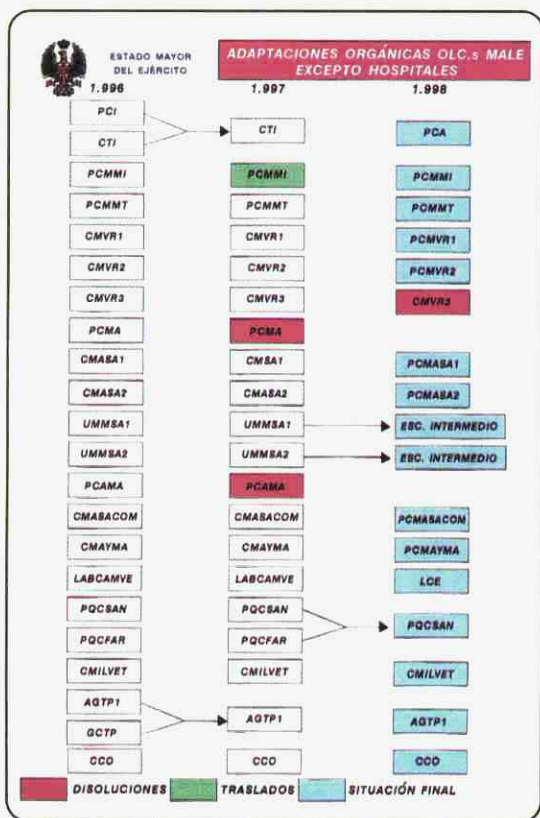 ESTADO MAYOR
DEL EJÉRCITO
ADAPTACIONES ORGÁNICAS OLC.s MALE
EXCEPTO HOSPITALES
1.996 1.997 1.998
PCI
CTI
CTI PCA
PCMMI PCMMI PCMMI
PCMMT PCMMT PCMMT
CMVR1 CMVR1 PCMVR1
CMVR2 CMVR2 PCMVR2
CMVR3 CMVR3 CMVR3
PCMA PCMA
CMASA1 CMSA1 PCMASA1
CMASA2 CMASA2 PCMASA2
UMMSA1 UMMSA1 ESC. INTERMEDIO
UMMSA2 UMMSA2 ESC. INTERMEDIO
PCAMA PCAMA
CMASACOM CMASACOM PCMASACOM
CMAYMA CMAYMA PCMAYMA
LABCAMVE LABCAMVE LCE
PQCSAN PQCSAN
PQCSAN
PQCFAR PQCFAR
CMILVET CMILVET CMILVET
AGTP1
AGTP1 AGTP1
GCTP
CCO CCO CCO
DISOLUCIONES TRASLADOS SITUACIÓN FINAL